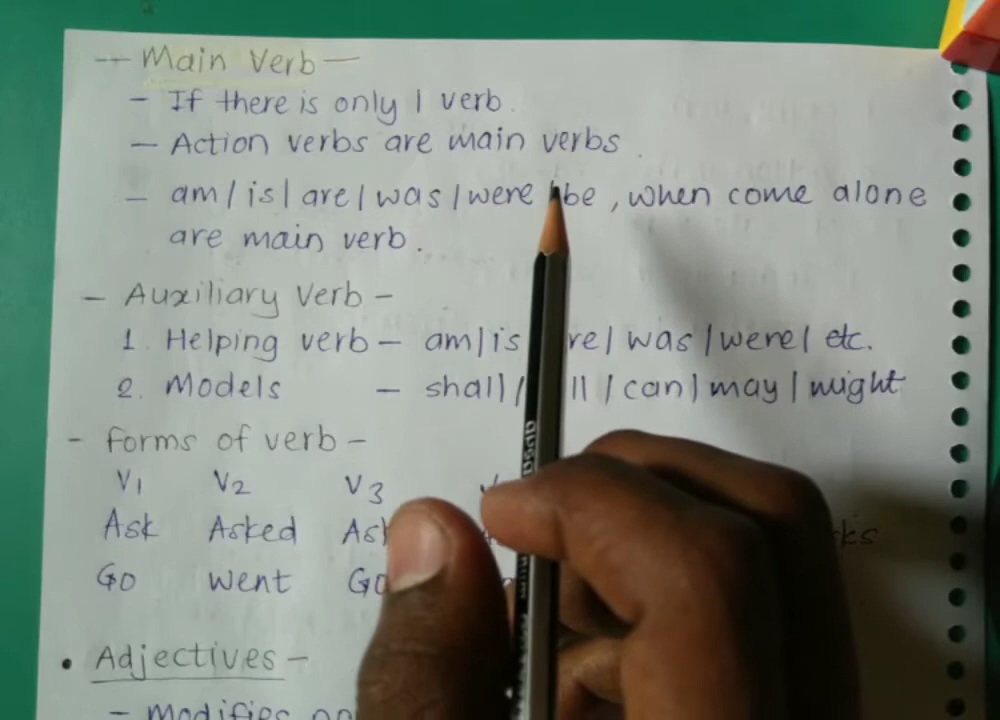 — Main Verb —
- If there is only 1 verb.
- Action verbs are main verbs.
- am / is / are / was / were / be , when come alone
are main verb.
- Auxiliary Verb -
1. Helping verb - am / is re / was / were / etc.
2. Models - shall / ll / can / may / might
- forms of verb -
V1 V2 V3
Ask Asked
Go Went
• Adjectives -
- Modifies
apsa